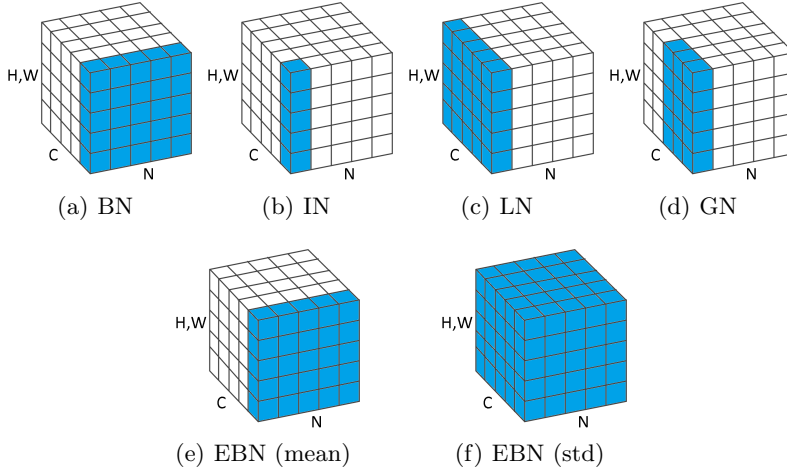 H,W H,W H,W H,W
C N C N C N C N
(a) BN (b) IN (c) LN (d) GN
H,W H,W
C N C N
(e) EBN (mean) (f) EBN (std)